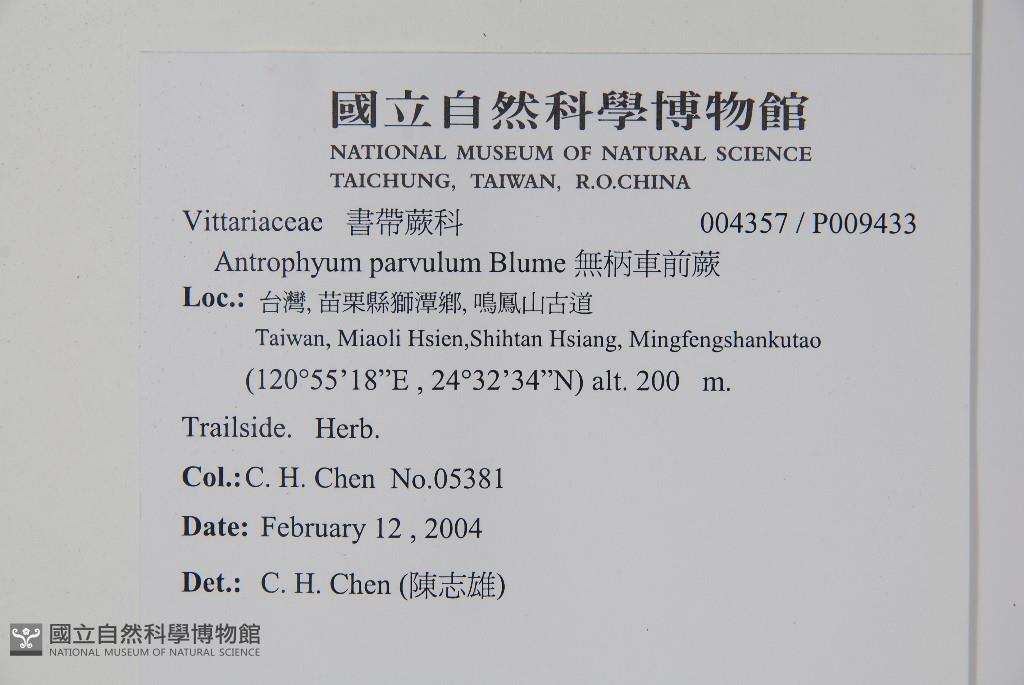 國立自然科學博物館
NATIONAL MUSEUM OF NATURAL SCIENCE
TAICHUNG, TAIWAN, R.O.CHINA
Vittariaceae 書帶蕨科 004357 / P009433
Antrophyum parvulum Blume 無柄車前蕨
Loc.: 台灣, 苗栗縣獅潭鄉, 鳴鳳山古道
Taiwan, Miaoli Hsien,Shihtan Hsiang, Mingfengshankutao
(120°55’18”E , 24°32’34”N) alt. 200 m.
Trailside. Herb.
Col.: C. H. Chen No.05381
Date: February 12 , 2004
Det.: C. H. Chen (陳志雄)
國立自然科學博物館
NATIONAL MUSEUM OF NATURAL SCIENCE